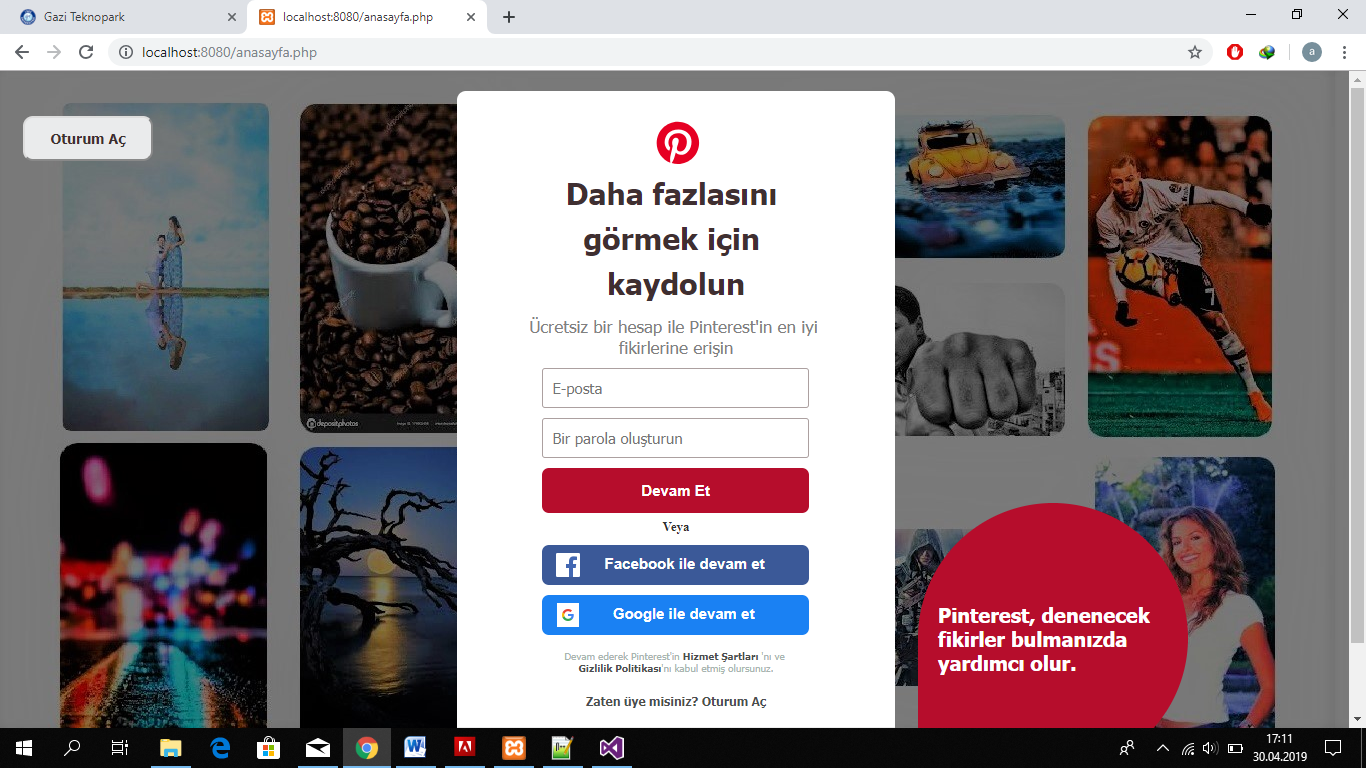 Gazi Teknopark
localhost:8080/anasayfa.php
localhost:8080/anasayfa.php
a
Oturum Aç
Daha fazlasını
görmek için
kaydolun
Ücretsiz bir hesap ile Pinterest'in en iyi
fikirlerine erişin
E-posta
Bir parola oluşturun
Devam Et
Veya
Facebook ile devam et
Google ile devam et
Devam ederek Pinterest'in Hizmet Şartları 'nı ve
Gizlilik Politikası'nı kabul etmiş olursunuz.
Zaten üye misiniz? Oturum Aç
depositphotos
7
Pinterest, denenecek
fikirler bulmanızda
yardımcı olur.
17:11
30.04.2019